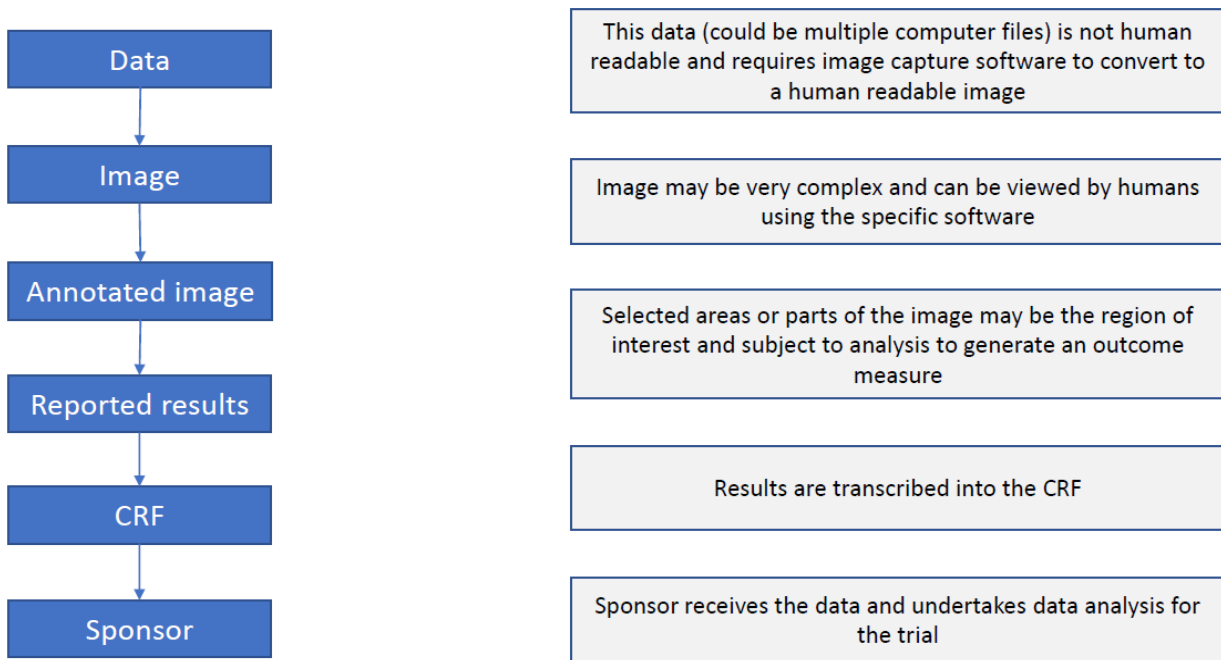 Data
This data (could be multiple computer files) is not human
readable and requires image capture software to convert to
a human readable image
Image
Image may be very complex and can be viewed by humans
using the specific software
Annotated image
Selected areas or parts of the image may be the region of
interest and subject to analysis to generate an outcome
measure
Reported results
Results are transcribed into the CRF
CRF
Sponsor receives the data and undertakes data analysis for
the trial
Sponsor